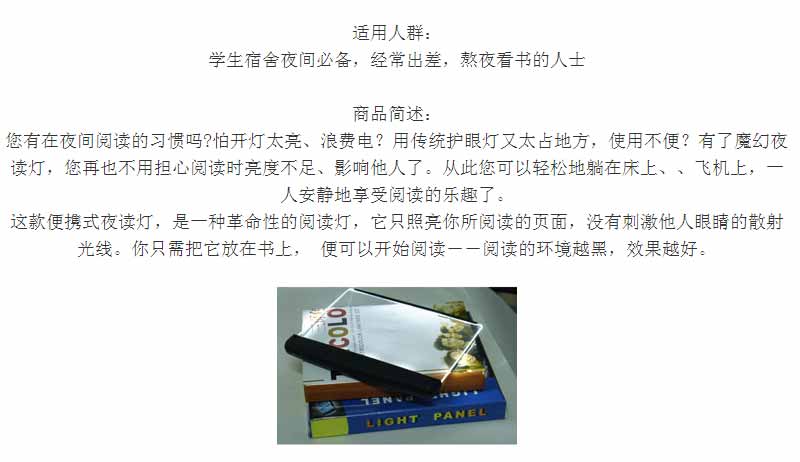 适用人群：
学生宿舍夜间必备，经常出差，熬夜看书的人士
商品简述：
您有在夜间阅读的习惯吗?怕开灯太亮、浪费电？用传统护眼灯又太占地方，使用不便？有了魔幻夜
读灯，您再也不用担心阅读时亮度不足、影响他人了。从此您可以轻松地躺在床上、、飞机上，一
人安静地享受阅读的乐趣了。
这款便携式夜读灯，是一种革命性的阅读灯，它只照亮你所阅读的页面，没有刺激他人眼睛的散射
光线。你只需把它放在书上， 便可以开始阅读－－阅读的环境越黑，效果越好。
COLO
LIGHT PANEL
LIGHT PANEL